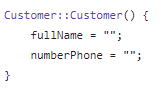 Customer::Customer() {
    fullName = "";
    numberPhone = "";
}